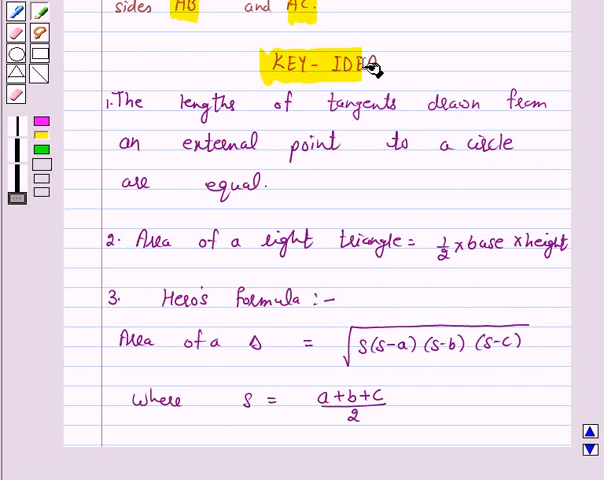 sides AB and AC.
KEY- IDEA
1. The lengths of tangents drawn from
an external point to a circle
are equal.
2. Area of a right triangle = 1/2 x base x height
3. Hero's Formula :-
Area of a Δ = √s(s-a) (s-b) (s-c)
where s = a+b+c/2